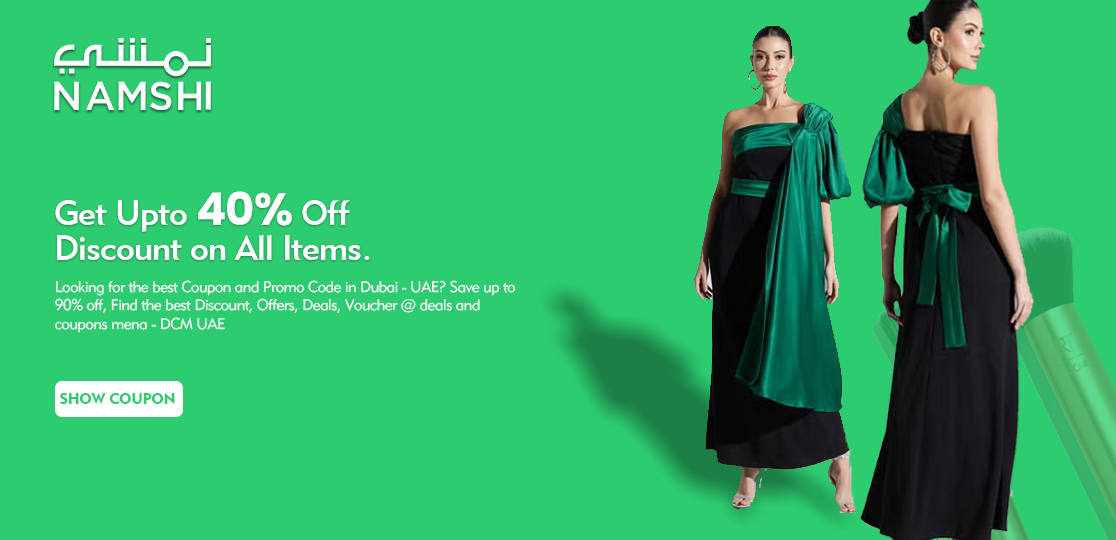 نمشي
NAMSHI
Get Upto 40% Off
Discount on All Items.
Looking for the best Coupon and Promo Code in Dubai - UAE? Save up to
90% off, Find the best Discount, Offers, Deals, Voucher @ deals and
coupons mena - DCM UAE
SHOW COUPON